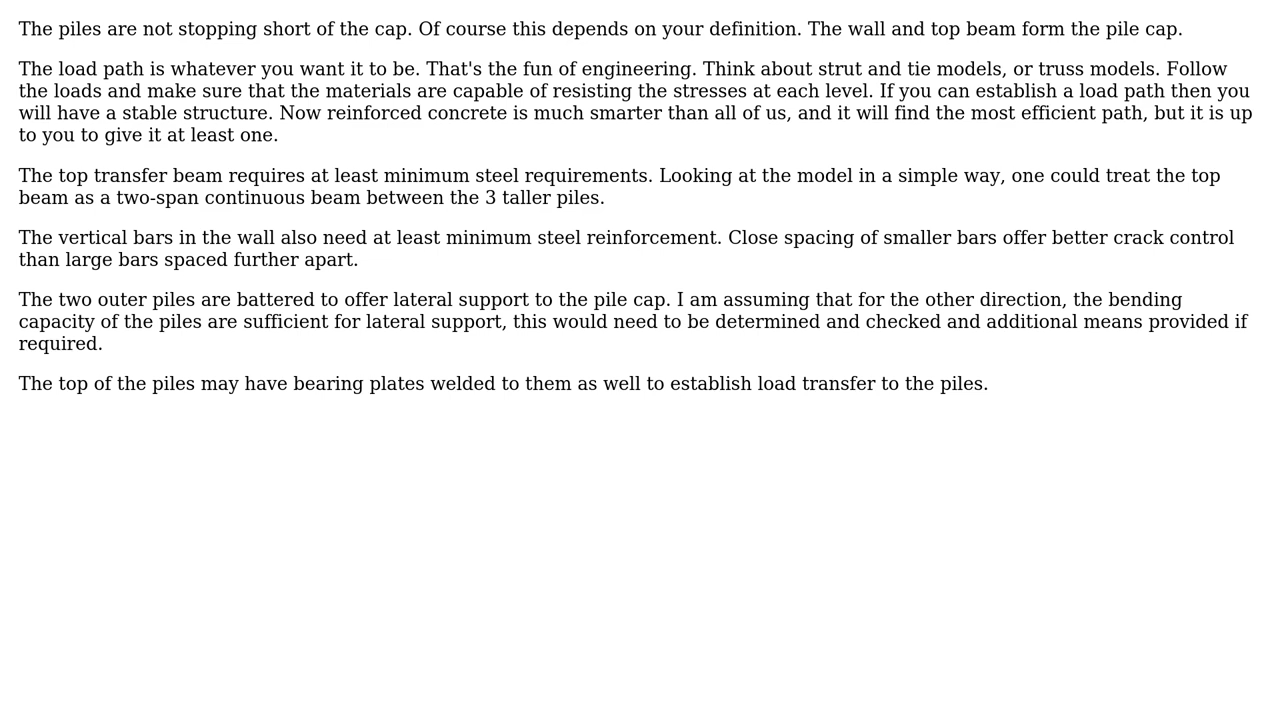 The piles are not stopping short of the cap. Of course this depends on your definition. The wall and top beam form the pile cap.
The load path is whatever you want it to be. That's the fun of engineering. Think about strut and tie models, or truss models. Follow
the loads and make sure that the materials are capable of resisting the stresses at each level. If you can establish a load path then you
will have a stable structure. Now reinforced concrete is much smarter than all of us, and it will find the most efficient path, but it is up
to you to give it at least one.
The top transfer beam requires at least minimum steel requirements. Looking at the model in a simple way, one could treat the top
beam as a two-span continuous beam between the 3 taller piles.
The vertical bars in the wall also need at least minimum steel reinforcement. Close spacing of smaller bars offer better crack control
than large bars spaced further apart.
The two outer piles are battered to offer lateral support to the pile cap. I am assuming that for the other direction, the bending
capacity of the piles are sufficient for lateral support, this would need to be determined and checked and additional means provided if
required.
The top of the piles may have bearing plates welded to them as well to establish load transfer to the piles.